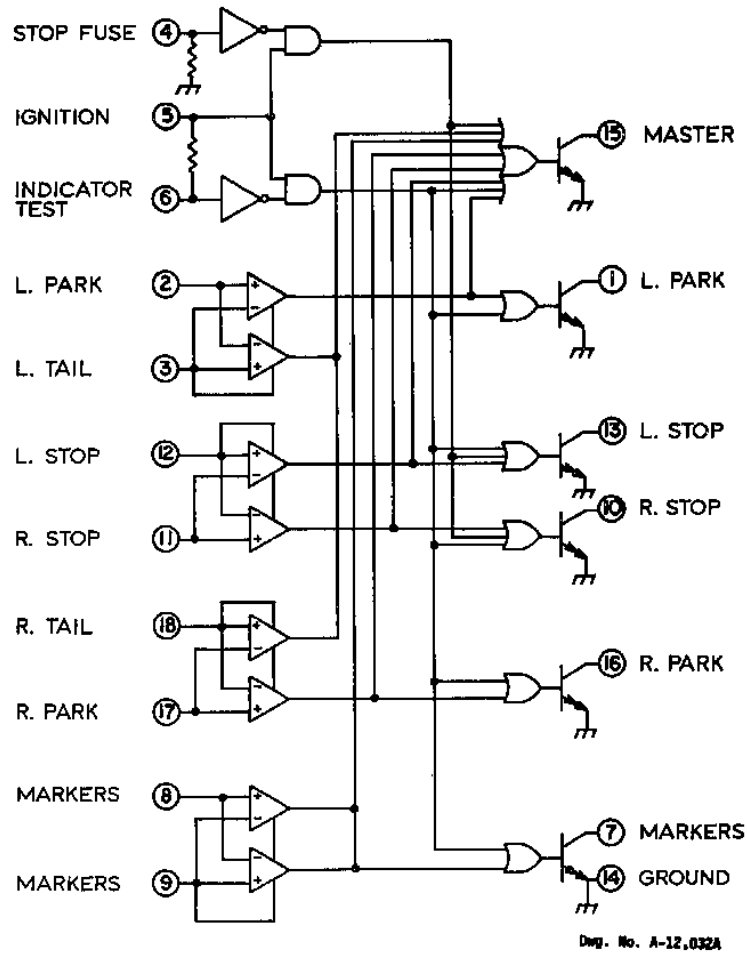 STOP FUSE 4
IGNITION 5
15 MASTER
INDICATOR
TEST 6
L. PARK 2
1 L. PARK
L. TAIL 3
13 L. STOP
L. STOP 12
10 R. STOP
R. STOP 11
R. TAIL 18
16 R. PARK
R. PARK 17
MARKERS 8
7 MARKERS
MARKERS 9
14 GROUND
Dwg. No. A-12,032A